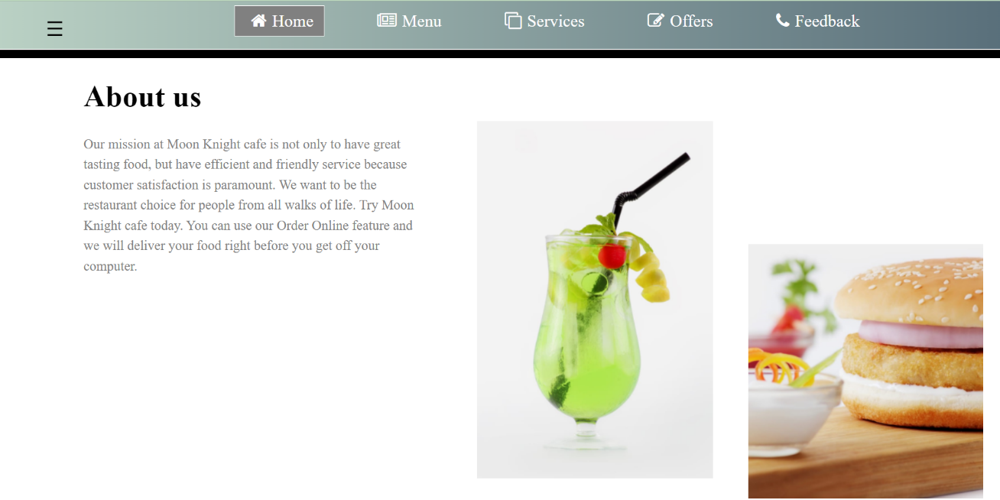 Home Menu Services Offers Feedback
About us
Our mission at Moon Knight cafe is not only to have great
tasting food, but have efficient and friendly service because
customer satisfaction is paramount. We want to be the
restaurant choice for people from all walks of life. Try Moon
Knight cafe today. You can use our Order Online feature and
we will deliver your food right before you get off your
computer.